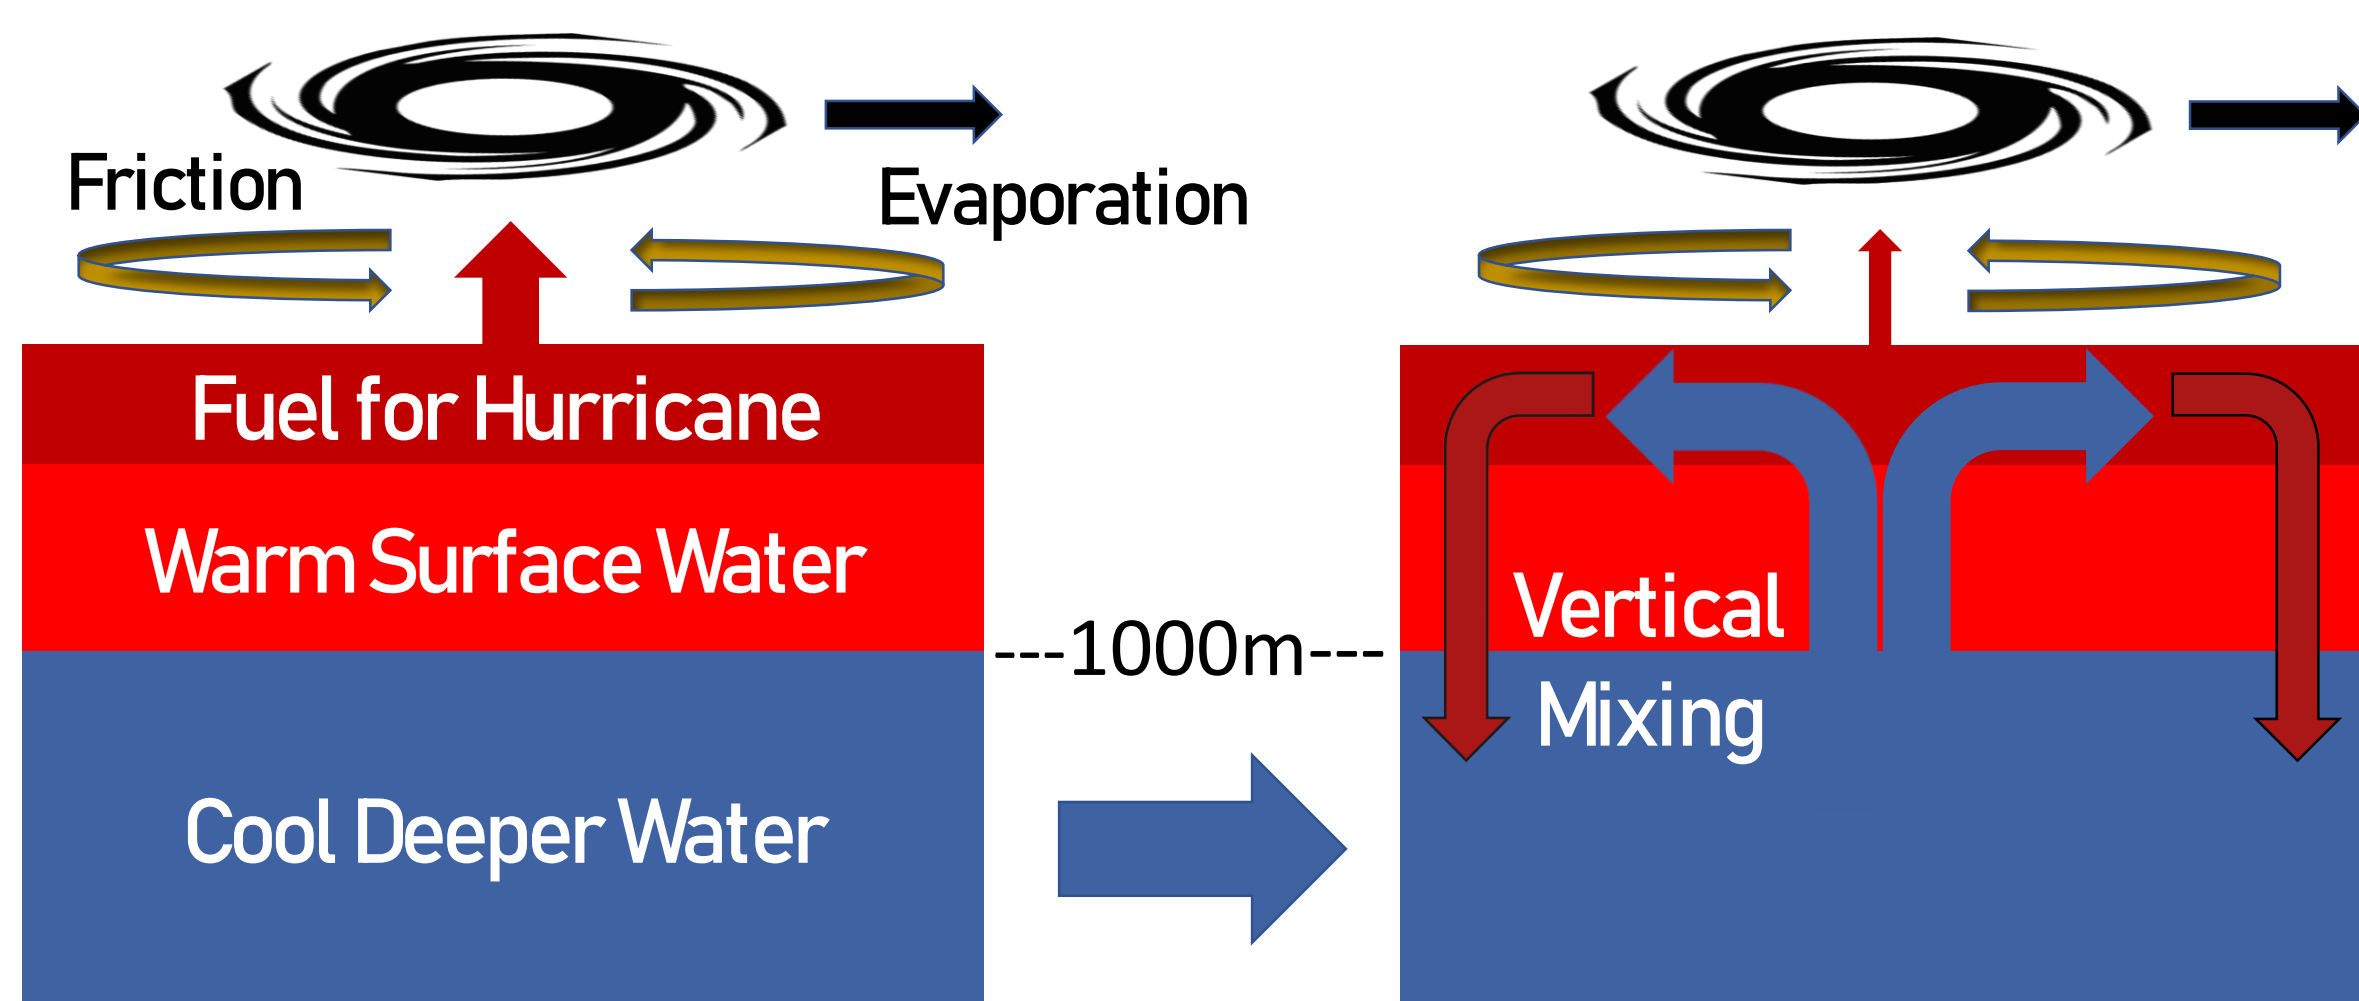 Friction
Evaporation
Fuel for Hurricane
Warm Surface Water
---1000m---
Cool Deeper Water
Vertical
Mixing